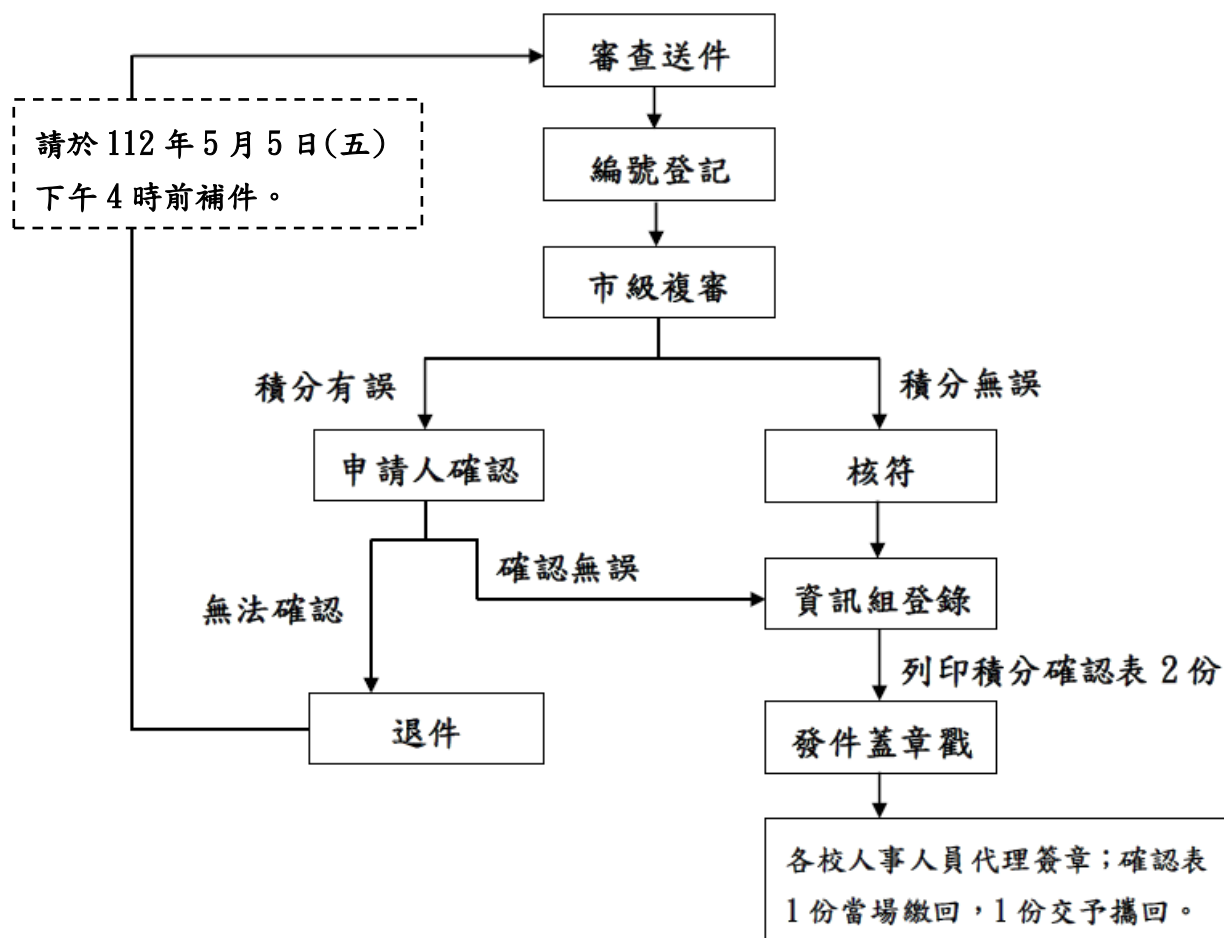 審查送件
請於 112 年 5 月 5 日(五)
下午 4 時前補件。
編號登記
市級複審
積分有誤
積分無誤
申請人確認
核符
確認無誤
無法確認
資訊組登錄
列印積分確認表 2 份
退件
發件蓋章戳
各校人事人員代理簽章；確認表
1 份當場繳回，1 份交予攜回。